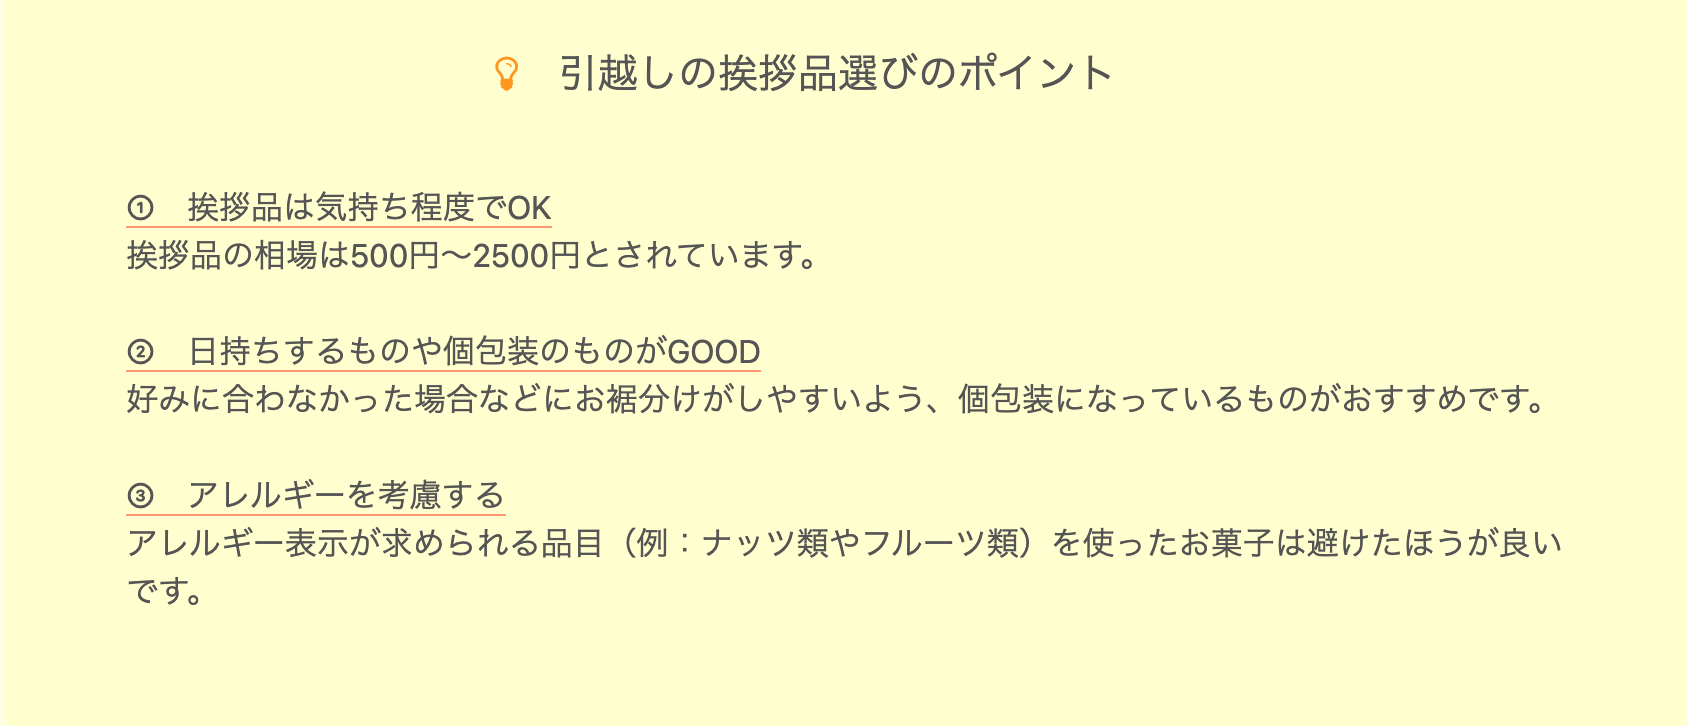 引越しの挨拶品選びのポイント
①　挨拶品は気持ち程度でOK
挨拶品の相場は500円〜2500円とされています。
②　日持ちするものや個包装のものがGOOD
好みに合わなかった場合などにお裾分けがしやすいよう、個包装になっているものがおすすめです。
③　アレルギーを考慮する
アレルギー表示が求められる品目（例：ナッツ類やフルーツ類）を使ったお菓子は避けたほうが良い
です。